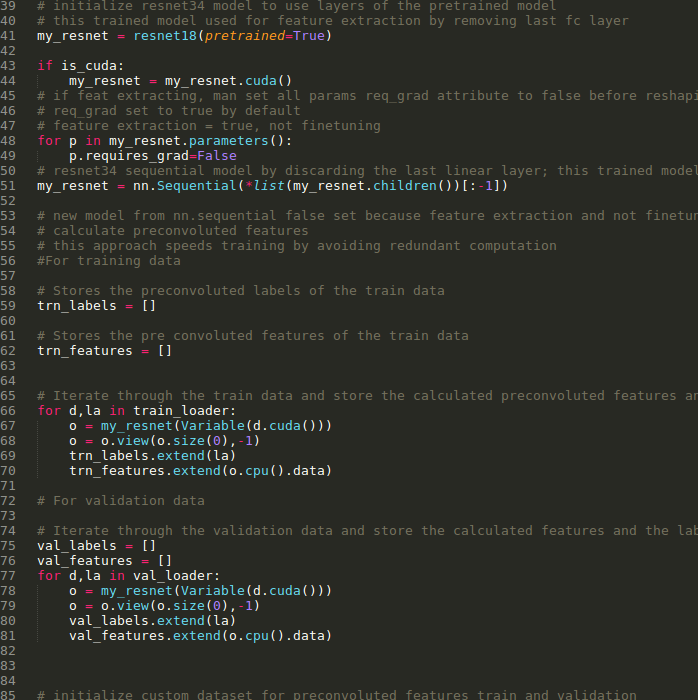 39 # initialize resnet34 model to use layers of the pretrained model
40 # this trained model used for feature extraction by removing last fc layer
41 my_resnet = resnet18(pretrained=True)
42
43 if is_cuda:
44 my_resnet = my_resnet.cuda()
45 # if feat extracting, man set all params req_grad attribute to false before reshapi
46 # req_grad set to true by default
47 # feature extraction = true, not finetuning
48 for p in my_resnet.parameters():
49 p.requires_grad=False
50 # resnet34 sequential model by discarding the last linear layer; this trained model
51 my_resnet = nn.Sequential(*list(my_resnet.children())[:-1])
52
53 # new model from nn.sequential false set because feature extraction and not finetun
54 # calculate preconvoluted features
55 # this approach speeds training by avoiding redundant computation
56 #For training data
57
58 # Stores the preconvoluted labels of the train data
59 trn_labels = []
60
61 # Stores the pre convoluted features of the train data
62 trn_features = []
63
64
65 # Iterate through the train data and store the calculated preconvoluted features an
66 for d,la in train_loader:
67 o = my_resnet(Variable(d.cuda()))
68 o = o.view(o.size(0),-1)
69 trn_labels.extend(la)
70 trn_features.extend(o.cpu().data)
71
72 # For validation data
73
74 # Iterate through the validation data and store the calculated features and the lab
75 val_labels = []
76 val_features = []
77 for d,la in val_loader:
78 o = my_resnet(Variable(d.cuda()))
79 o = o.view(o.size(0),-1)
80 val_labels.extend(la)
81 val_features.extend(o.cpu().data)
82
83
84
85 # initialize custom dataset for preconvoluted features train and validation